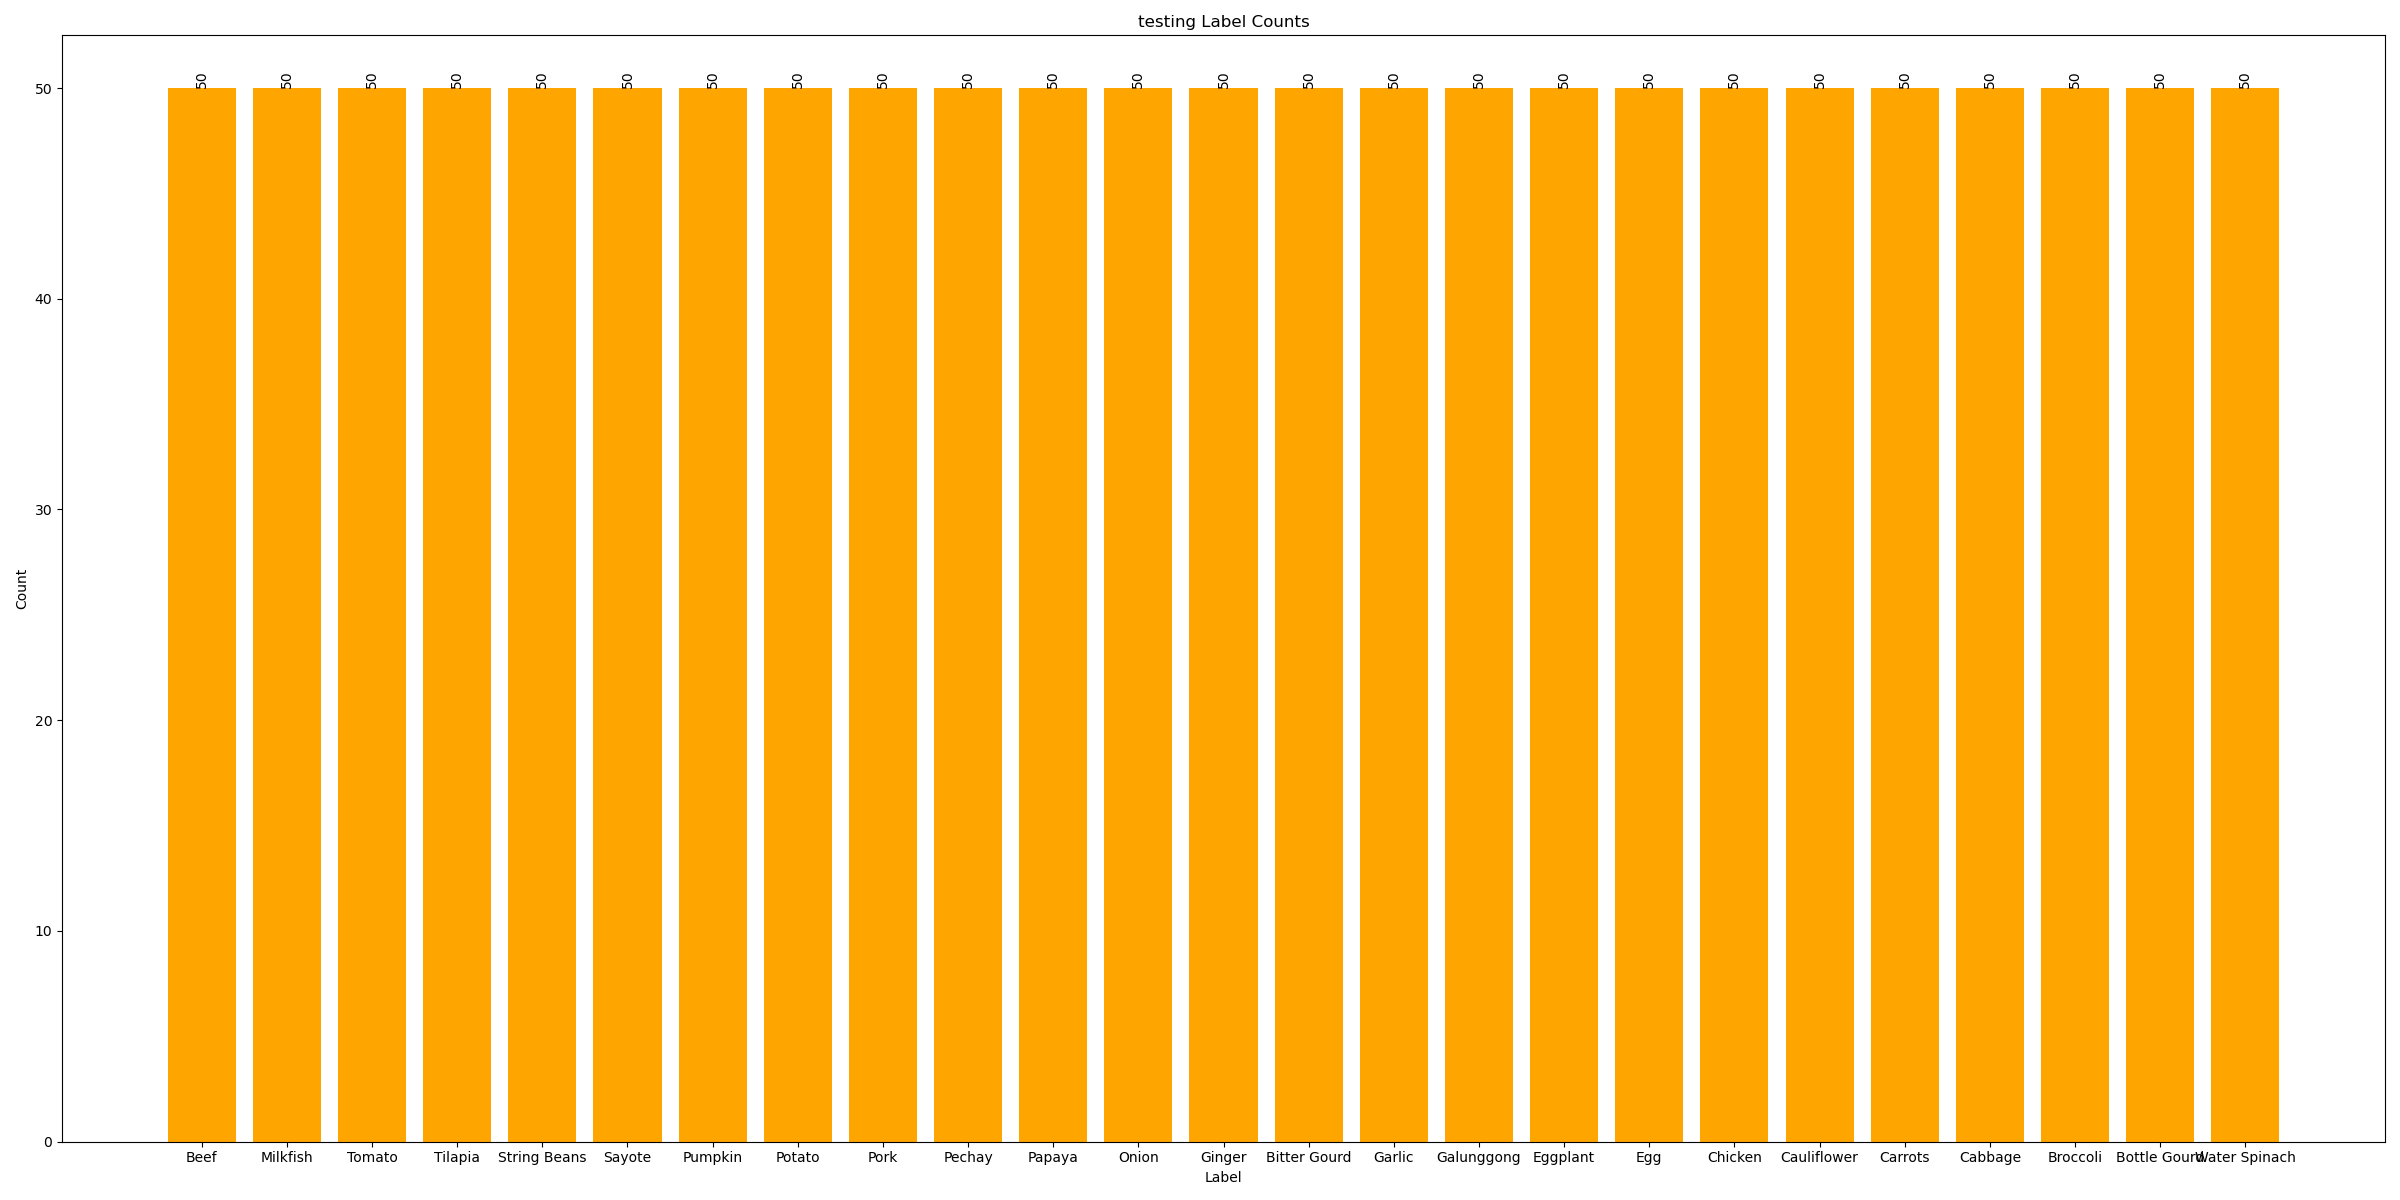 testing Label Counts
50 50 50 50 50 50 50 50 50 50 50 50 50 50 50 50 50 50 50 50 50 50 50 50 50
50
40
30
20
10
0
Count
Beef Milkfish Tomato Tilapia String Beans Sayote Pumpkin Potato Pork Pechay Papaya Onion Ginger Bitter Gourd Garlic Galunggong Eggplant Egg Chicken Cauliflower Carrots Cabbage Broccoli Bottle Gourd Water Spinach
Label